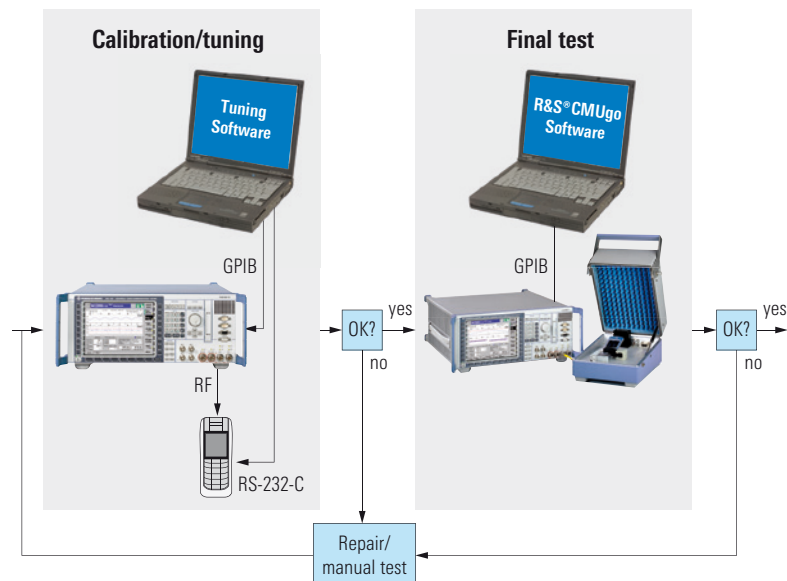 Calibration/tuning
Final test
Tuning
Software
R&S®CMUgo
Software
GPIB
GPIB
OK?
yes
no
OK?
yes
no
RF
RS-232-C
Repair/
manual test